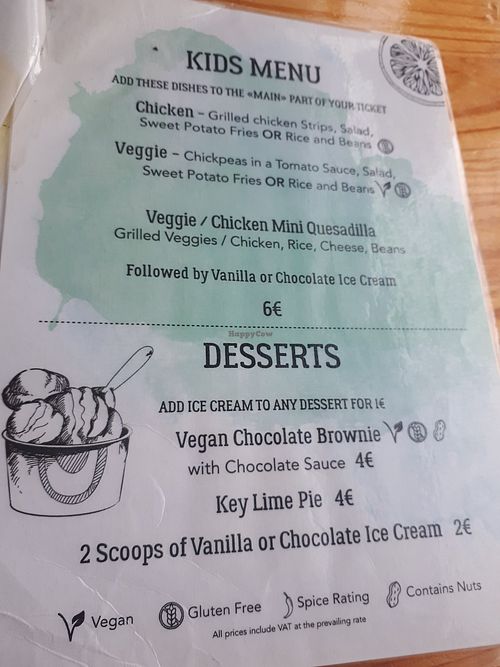 KIDS MENU
ADD THESE DISHES TO THE «MAIN» PART OF YOUR TICKET
Chicken – Grilled chicken Strips, Salad,
Sweet Potato Fries OR Rice and Beans
Veggie – Chickpeas in a Tomato Sauce, Salad,
Sweet Potato Fries OR Rice and Beans
Veggie / Chicken Mini Quesadilla
Grilled Veggies / Chicken, Rice, Cheese, Beans
Followed by Vanilla or Chocolate Ice Cream
6€
HappyCow
DESSERTS
ADD ICE CREAM TO ANY DESSERT FOR 1€
Vegan Chocolate Brownie
with Chocolate Sauce 4€
Key Lime Pie 4€
2 Scoops of Vanilla or Chocolate Ice Cream 2€
Vegan Gluten Free Spice Rating Contains Nuts
All prices include VAT at the prevailing rate